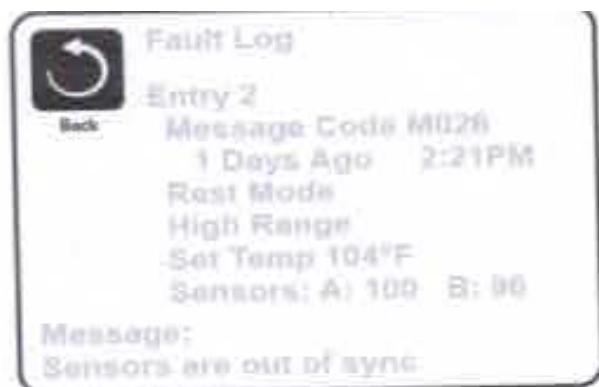 Fault Log
Entry 2
Back
Message Code M026
1 Days Ago 2:21PM
Rest Mode
High Range
Set Temp 104°F
Sensors: A: 100 B: 96
Message:
Sensors are out of sync